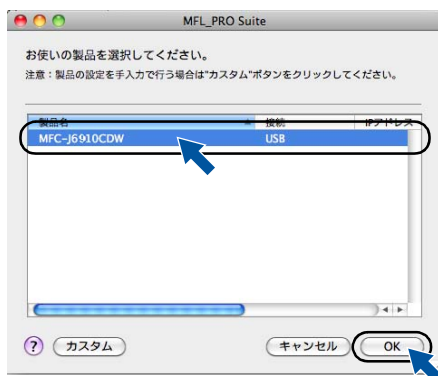 MFL_PRO Suite
お使いの製品を選択してください。
注意：製品の設定を手入力で行う場合は"カスタム"ボタンをクリックしてください。
製品名 接続 IPアドレス
MFC-J6910CDW USB
? カスタム キャンセル OK